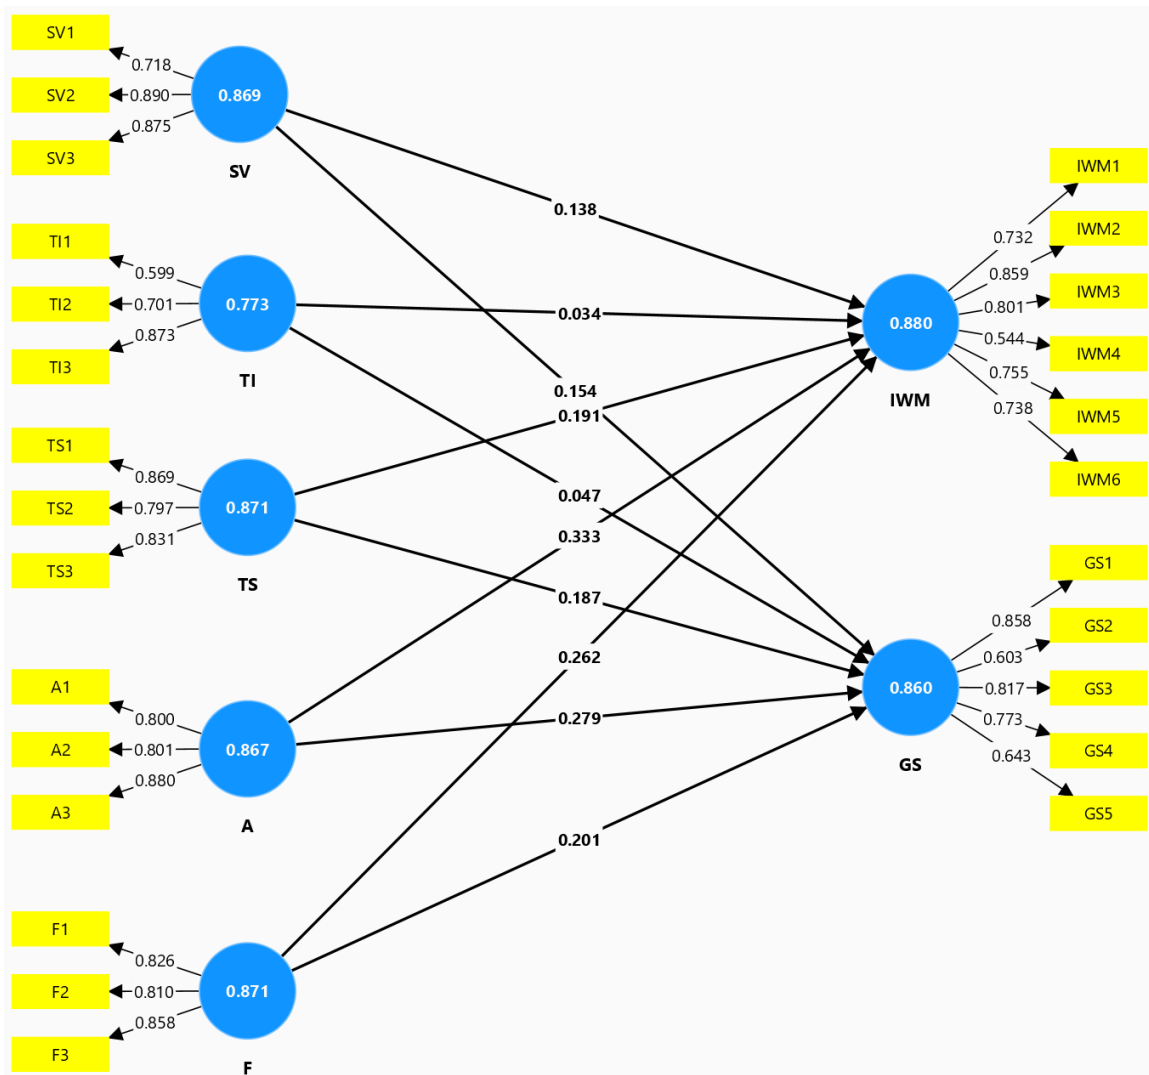 SV1
0.718
SV2
0.890
0.869
SV3
0.875
SV
TI1
0.599
TI2
0.701
0.773
TI3
0.873
TI
TS1
0.869
TS2
0.797
0.871
TS3
0.831
TS
A1
0.800
A2
0.801
0.867
A3
0.880
A
F1
0.826
F2
0.810
0.871
F3
0.858
F
0.138
0.034
0.154
0.191
0.047
0.333
0.187
0.262
0.279
0.201
IWM1
0.732
IWM2
0.859
IWM3
0.801
0.880
0.544
IWM4
0.755
IWM
IWM5
0.738
IWM6
GS1
0.858
GS2
0.603
0.860
0.817
GS3
0.773
GS4
GS
0.643
GS5